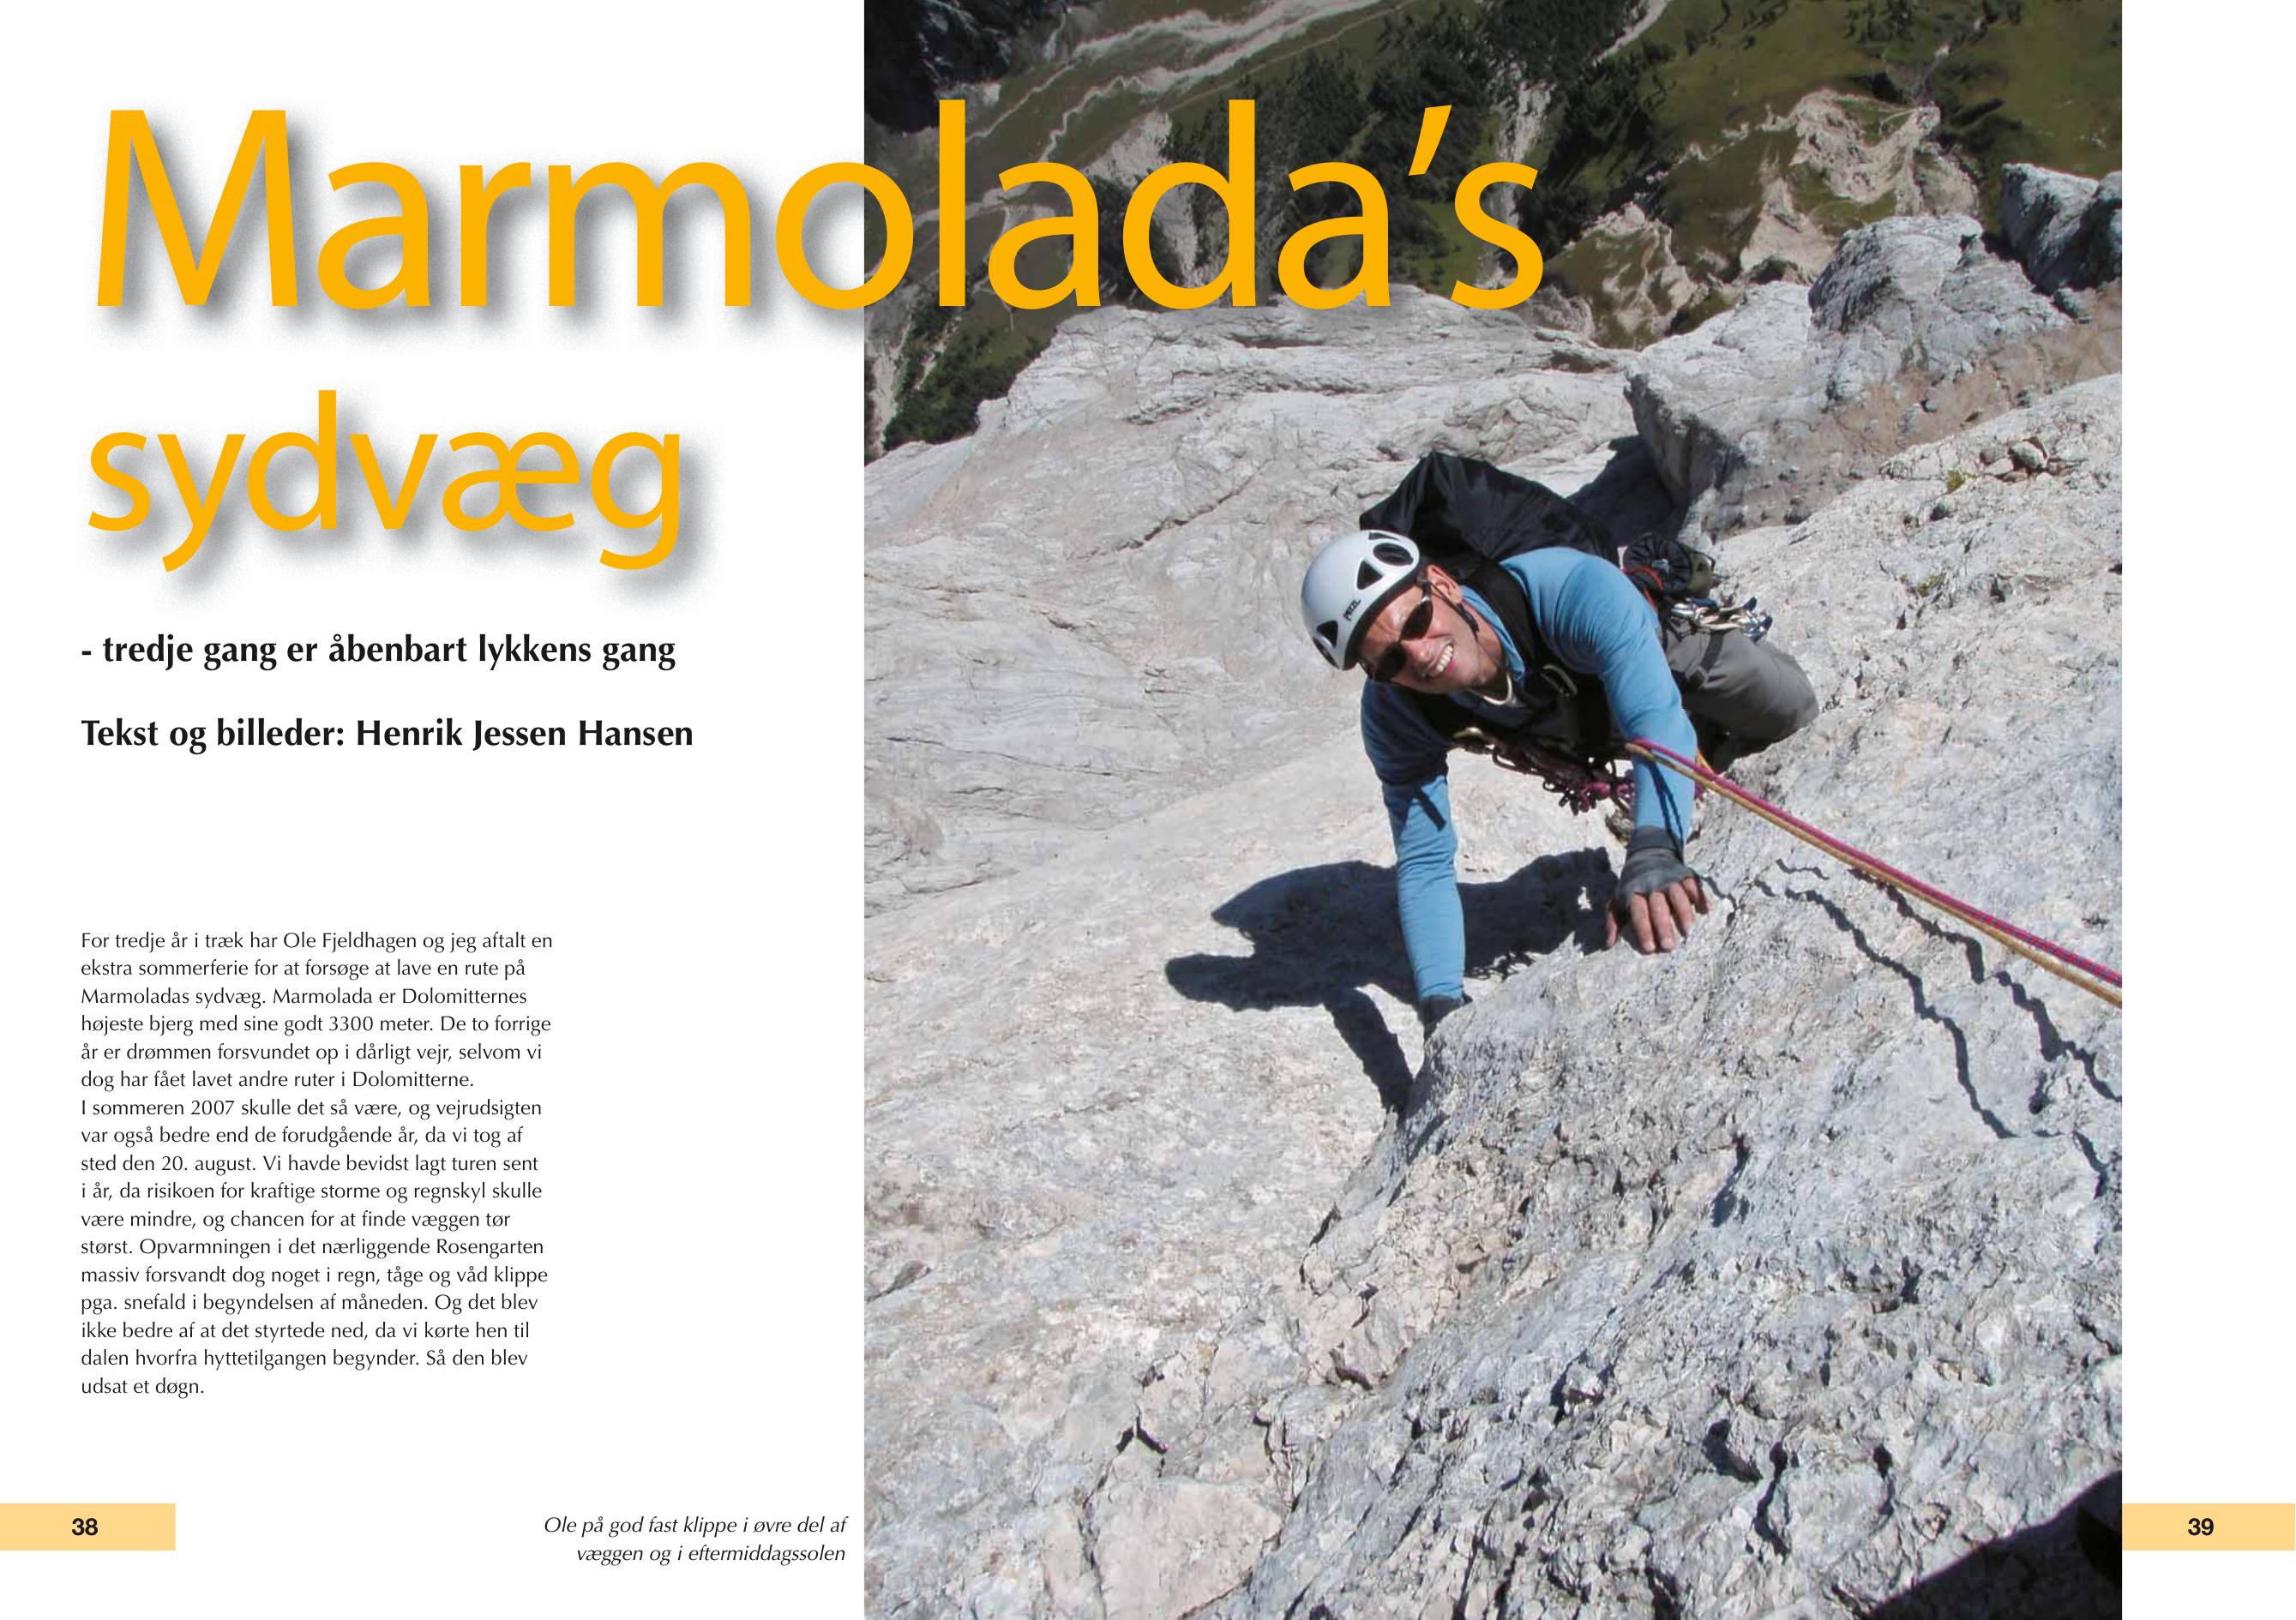 Marmolada's
sydvæg
- tredje gang er åbenbart lykkens gang
Tekst og billeder: Henrik Jessen Hansen
For tredje år i træk har Ole Fjeldhagen og jeg aftalt en
ekstra sommerferie for at forsøge at lave en rute på
Marmoladas sydvæg. Marmolada er Dolomitternes
højeste bjerg med sine godt 3300 meter. De to forrige
år er drømmen forsvundet op i dårligt vejr, selvom vi
dog har fået lavet andre ruter i Dolomitterne.
I sommeren 2007 skulle det så være, og vejrudsigten
var også bedre end de forudgående år, da vi tog af
sted den 20. august. Vi havde bevidst lagt turen sent
i år, da risikoen for kraftige storme og regnskyl skulle
være mindre, og chancen for at finde væggen tør
størst. Opvarmningen i det nærliggende Rosengarten
massiv forsvandt dog noget i regn, tåge og våd klippe
pga. snefald i begyndelsen af måneden. Og det blev
ikke bedre af at det styrtede ned, da vi kørte hen til
dalen hvorfra hyttetilgangen begynder. Så den blev
udsat et døgn.
Ole på god fast klippe i øvre del af
væggen og i eftermiddagssolen
PETZL
38
39